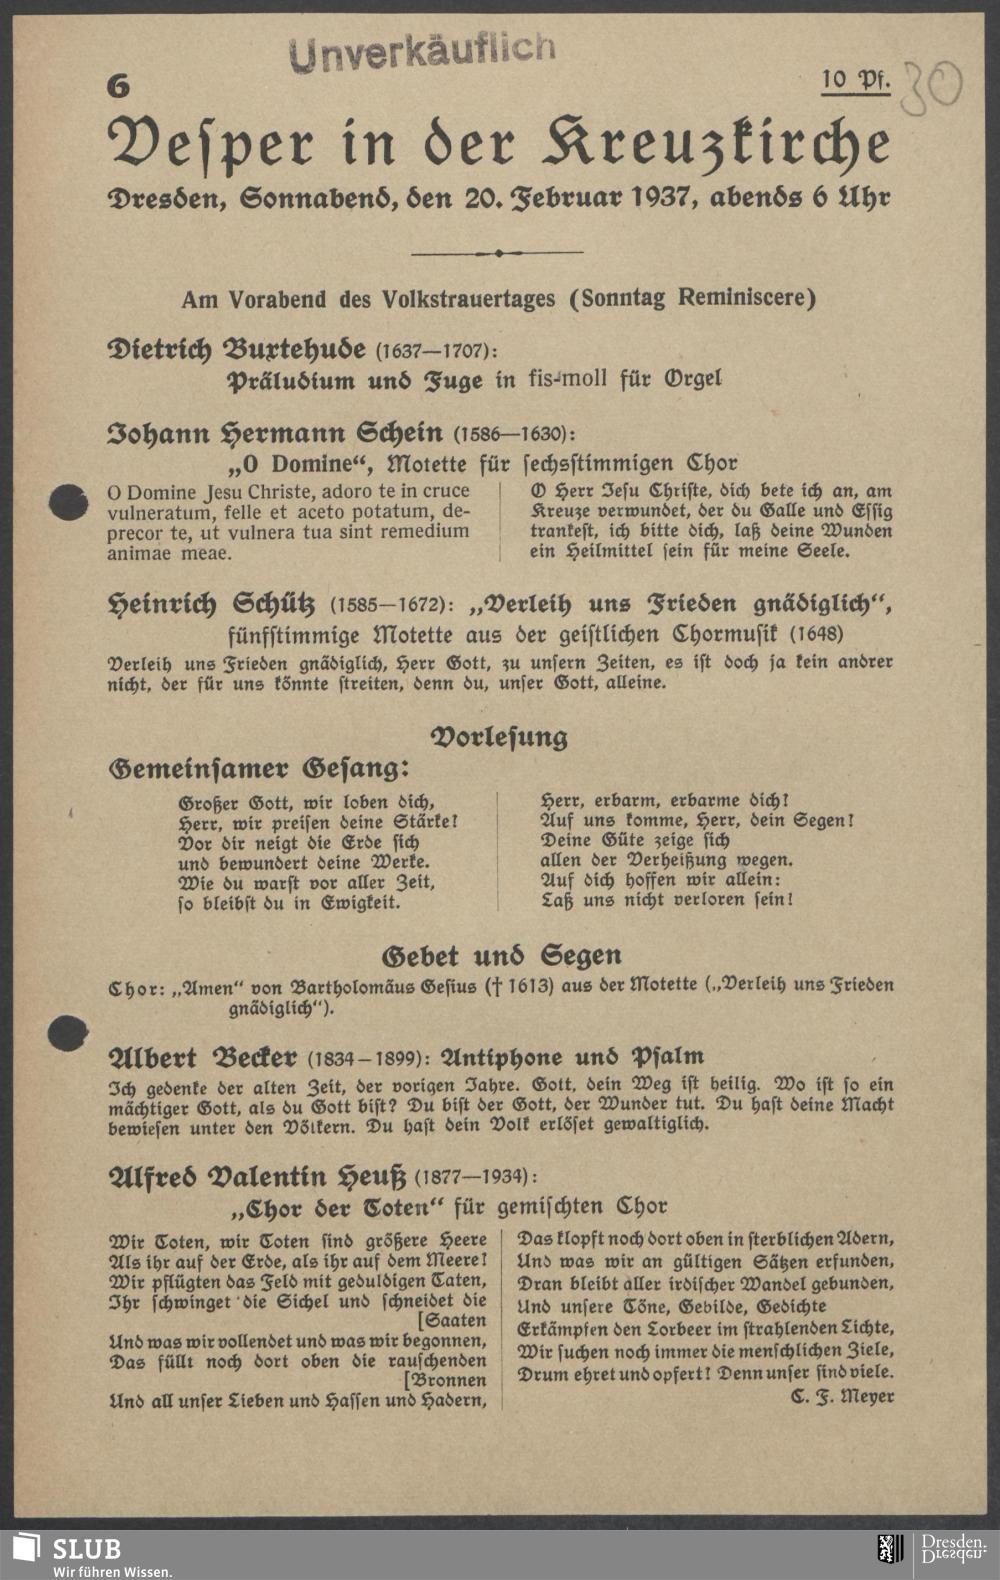 Unverkäuflich
6
10 Pf.
30
Vesper in der Kreuzkirche
Dresden, Sonnabend, den 20. Februar 1937, abends 6 Uhr
Am Vorabend des Volkstrauertages (Sonntag Reminiscere)
Dietrich Buxtehude (1637—1707):
Präludium und Fuge in fis-moll für Orgel
Johann Hermann Schein (1586—1630):
„O Domine“, Motette für sechsstimmigen Chor
O Domine Jesu Christe, adoro te in cruce
vulneratum, felle et aceto potatum, de-
precor te, ut vulnera tua sint remedium
animae meae.
O Herr Jesu Christe, dich bete ich an, am
Kreuze verwundet, der du Galle und Essig
trankest, ich bitte dich, laß deine Wunden
ein Heilmittel sein für meine Seele.
Heinrich Schütz (1585—1672): „Verleih uns Frieden gnädiglich“,
fünfstimmige Motette aus der geistlichen Chormusik (1648)
Verleih uns Frieden gnädiglich, Herr Gott, zu unsern Zeiten, es ist doch ja kein andrer
nicht, der für uns könnte streiten, denn du, unser Gott, alleine.
Vorlesung
Gemeinsamer Gesang:
Großer Gott, wir loben dich,
Herr, wir preisen deine Stärke!
Vor dir neigt die Erde sich
und bewundert deine Werke.
Wie du warst vor aller Zeit,
so bleibst du in Ewigkeit.
Herr, erbarm, erbarme dich!
Auf uns komme, Herr, dein Segen!
Deine Güte zeige sich
allen der Verheißung wegen.
Auf dich hoffen wir allein:
Laß uns nicht verloren sein!
Gebet und Segen
Chor: „Amen“ von Bartholomäus Gesius († 1613) aus der Motette („Verleih uns Frieden
gnädiglich“).
Albert Becker (1834–1899): Antiphone und Psalm
Ich gedenke der alten Zeit, der vorigen Jahre. Gott, dein Weg ist heilig. Wo ist so ein
mächtiger Gott, als du Gott bist? Du bist der Gott, der Wunder tut. Du hast deine Macht
bewiesen unter den Völkern. Du hast dein Volk erlöset gewaltiglich.
Alfred Valentin Heuß (1877—1934):
„Chor der Toten“ für gemischten Chor
Wir Toten, wir Toten sind größere Heere
Als ihr auf der Erde, als ihr auf dem Meere!
Wir pflügten das Feld mit geduldigen Taten,
Ihr schwinget die Sichel und schneidet die
[Saaten
Und was wir vollendet und was wir begonnen,
Das füllt noch dort oben die rauschenden
[Bronnen
Und all unser Lieben und Hassen und Hadern,
Das klopft noch dort oben in sterblichen Adern,
Und was wir an gültigen Sätzen erfunden,
Dran bleibt aller irdischer Wandel gebunden,
Und unsere Töne, Gebilde, Gedichte
Erkämpfen den Lorbeer im strahlenden Lichte,
Wir suchen noch immer die menschlichen Ziele,
Drum ehret und opfert! Denn unser sind viele.
C. F. Meyer
SLUB
Wir führen Wissen.
Dresden.
Dresden.